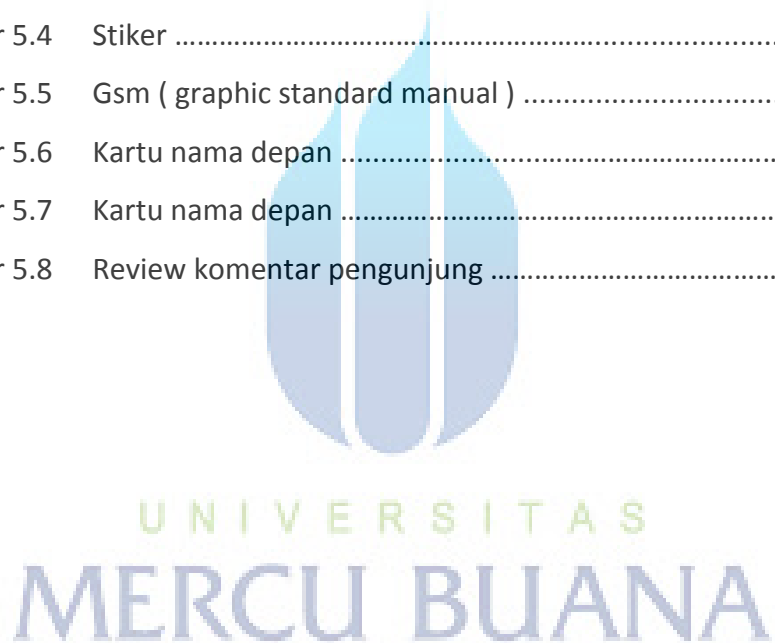 r 5.4 Stiker ................................................................................
r 5.5 Gsm ( graphic standard manual ) ........................................
r 5.6 Kartu nama depan ................................................................
r 5.7 Kartu nama depan ................................................................
r 5.8 Review komentar pengunjung .............................................
UNIVERSITAS
MERCU BUANA